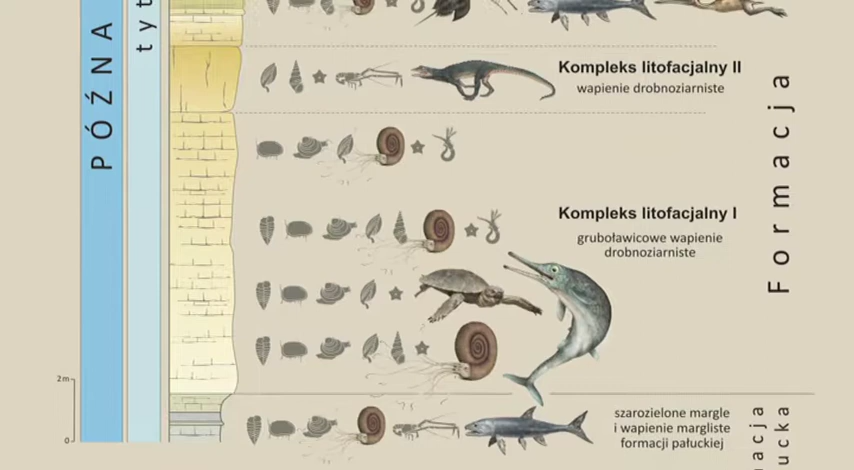 PÓŹNA
tyt
Kompleks litofacjalny II
wapienie drobnoziarniste
Formacja
Kompleks litofacjalny I
gruboławicowe wapienie
drobnoziarniste
2m
0
szarozielone margle
i wapienie margliste
formacji pałuckiej
acja
ucka